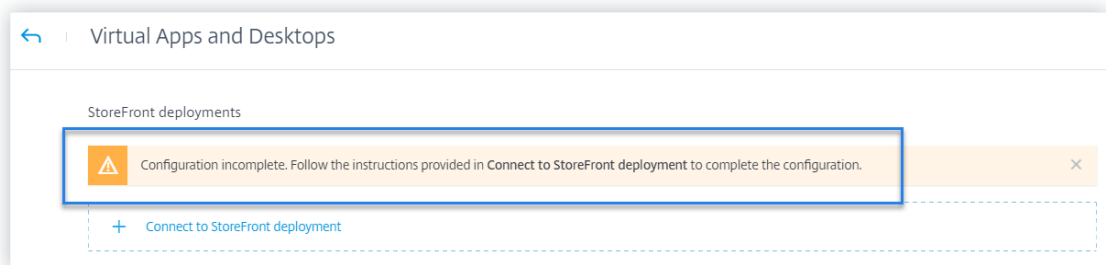 Virtual Apps and Desktops
StoreFront deployments
Configuration incomplete. Follow the instructions provided in Connect to StoreFront deployment to complete the configuration.
Connect to StoreFront deployment